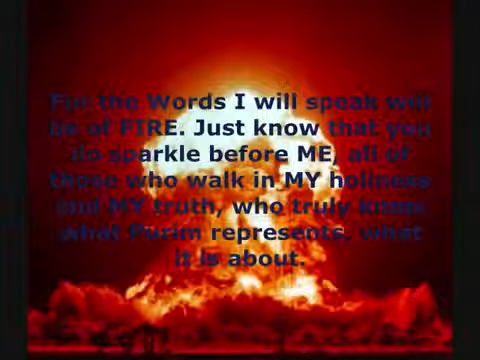 For the Words I will speak will
be of FIRE. Just know that you
do sparkle before ME, all of
those who walk in MY holiness
and MY truth, who truly know
what Purim represents, what
it is about.